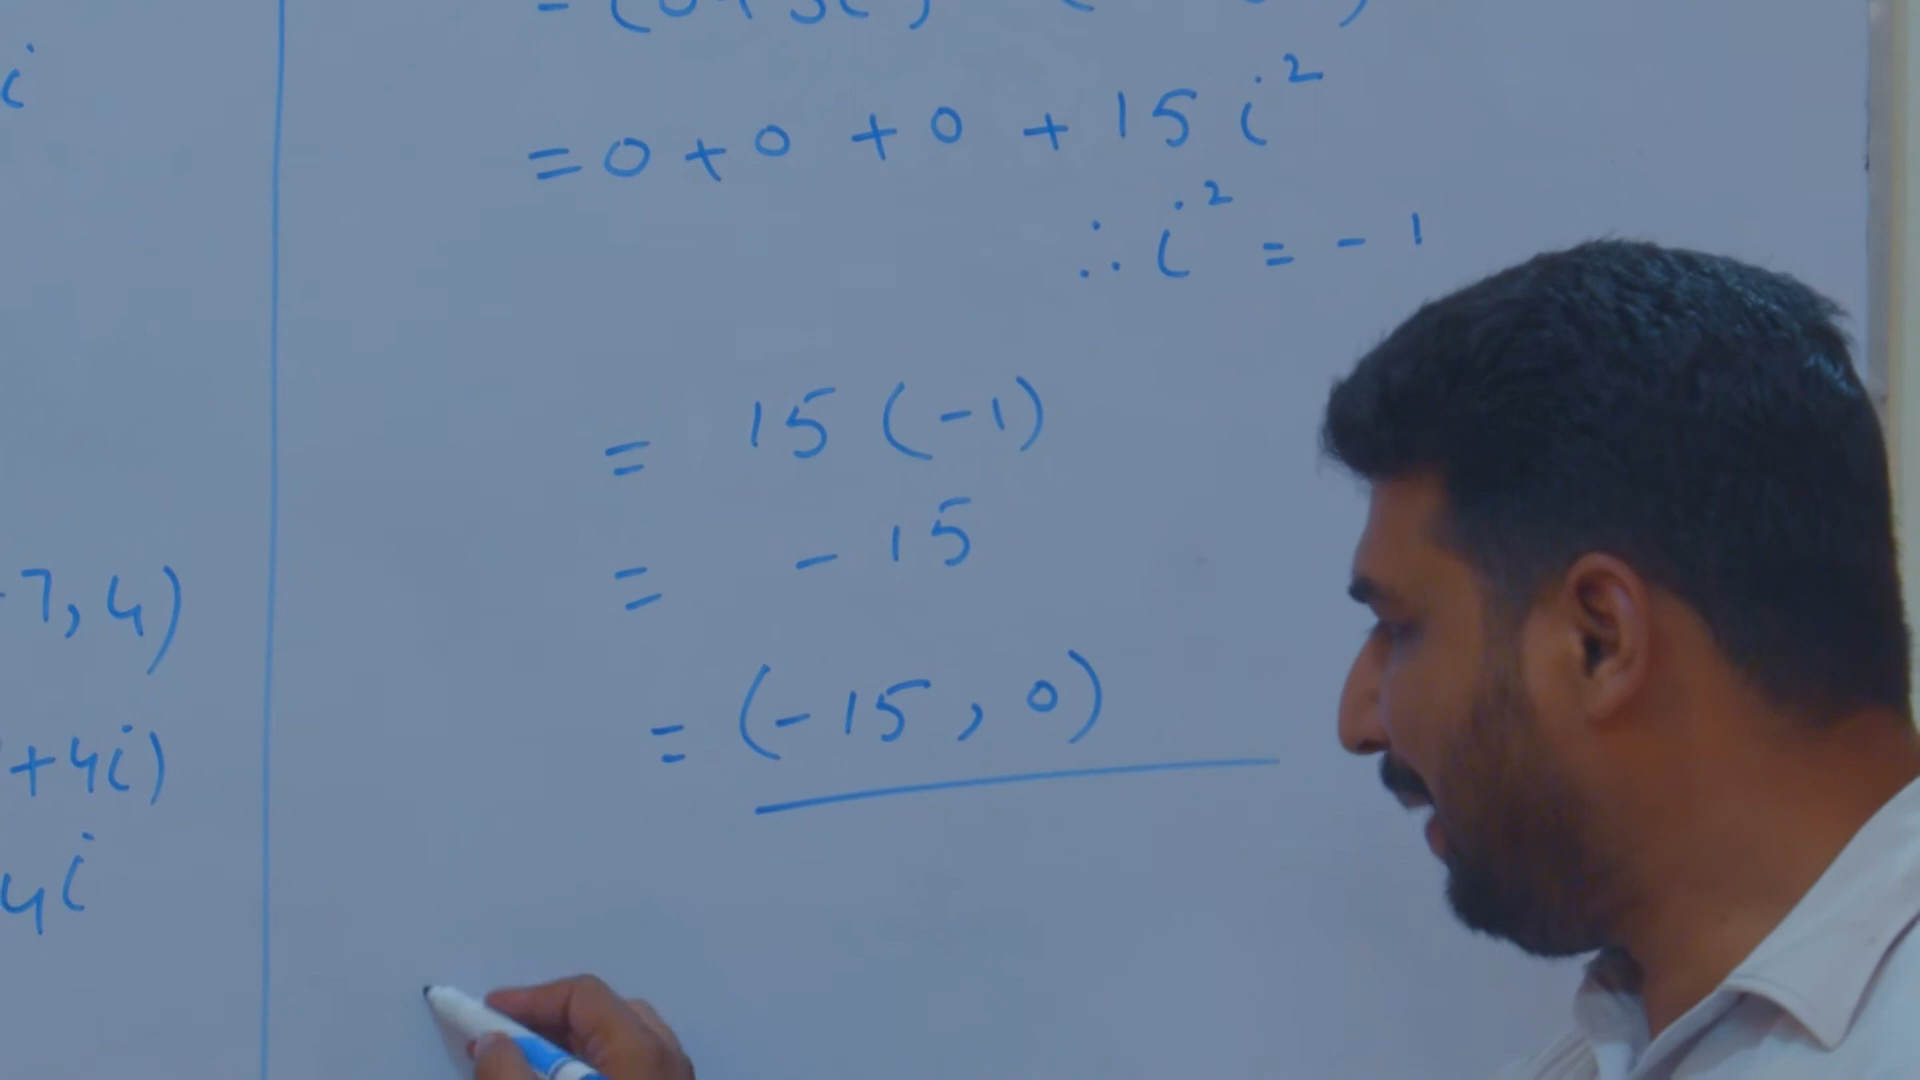 i
7, 4)
+4i)
4i
= 0 + 0 + 0 + 15 i²
∴ i² = - 1
= 15 (-1)
= - 15
= (- 15, 0)